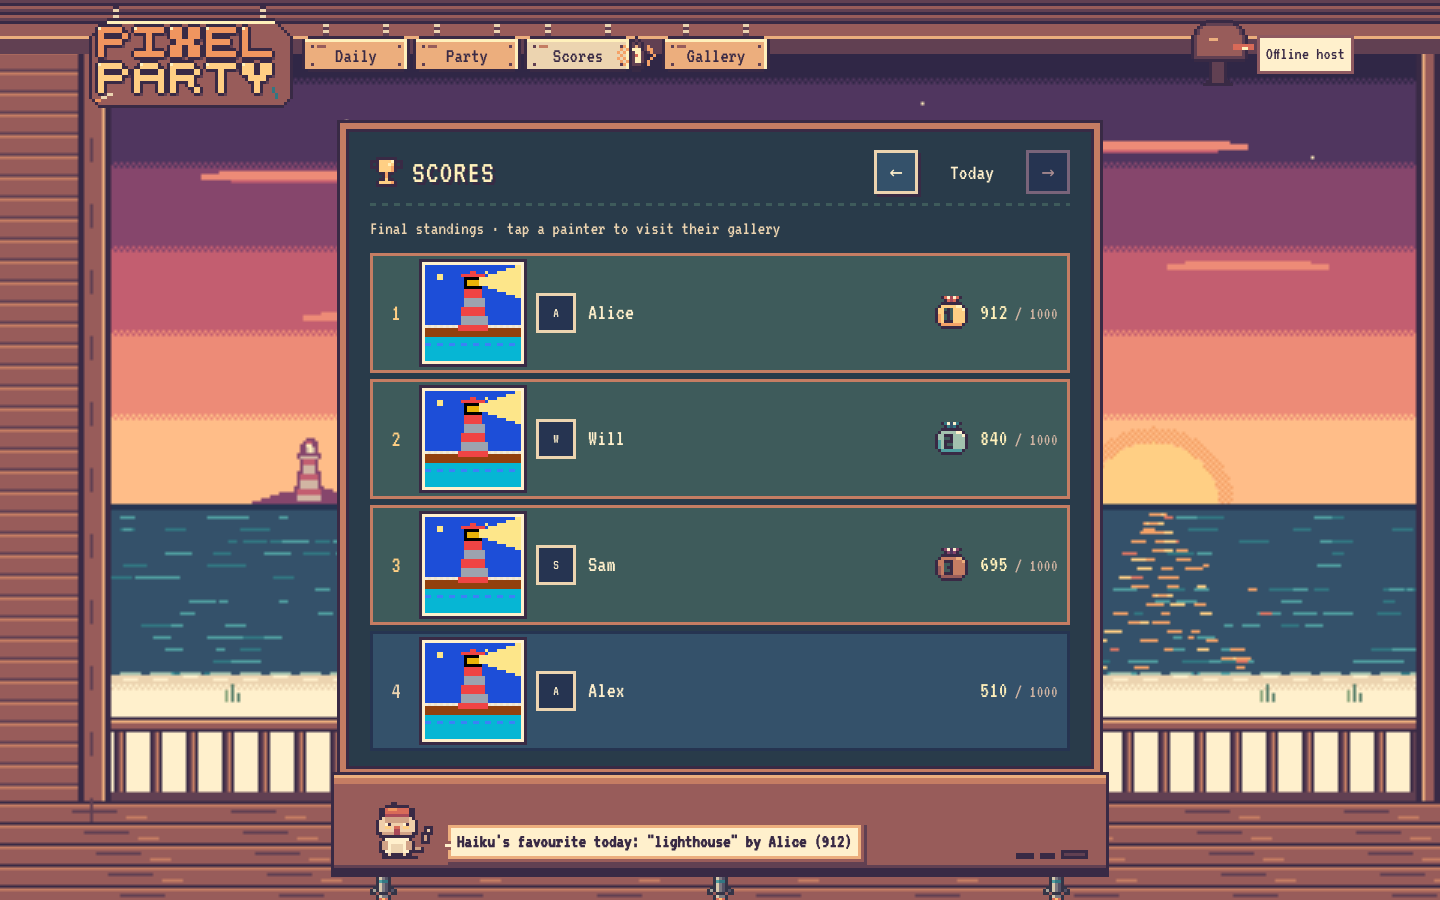 PIXEL
PARTY
Daily
Party
Scores
Gallery
Offline host
SCORES
←
Today
→
Final standings · tap a painter to visit their gallery
1
A
Alice
912 / 1000
2
W
Will
840 / 1000
3
S
Sam
695 / 1000
4
A
Alex
510 / 1000
Haiku's favourite today: "lighthouse" by Alice (912)